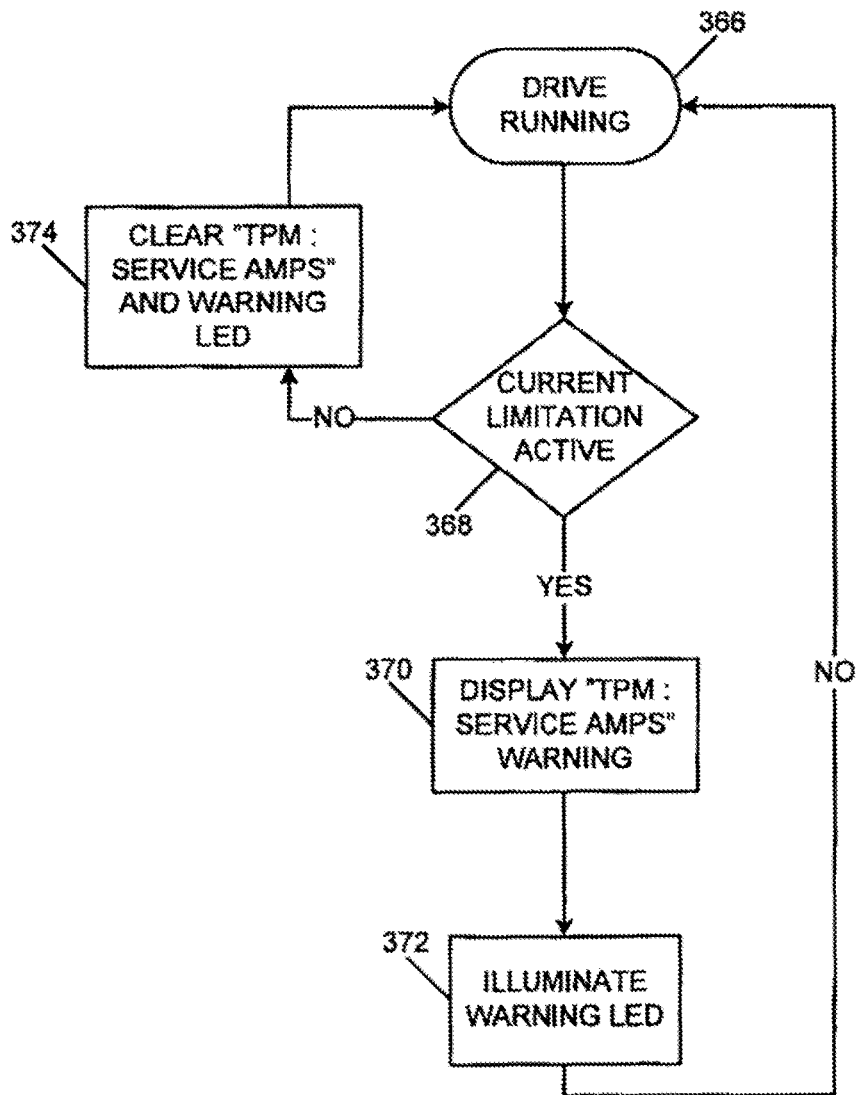 366
DRIVE
RUNNING
374
CLEAR "TPM :
SERVICE AMPS"
AND WARNING
LED
CURRENT
LIMITATION
ACTIVE
NO
368
YES
370
DISPLAY "TPM :
SERVICE AMPS"
WARNING
NO
372
ILLUMINATE
WARNING LED